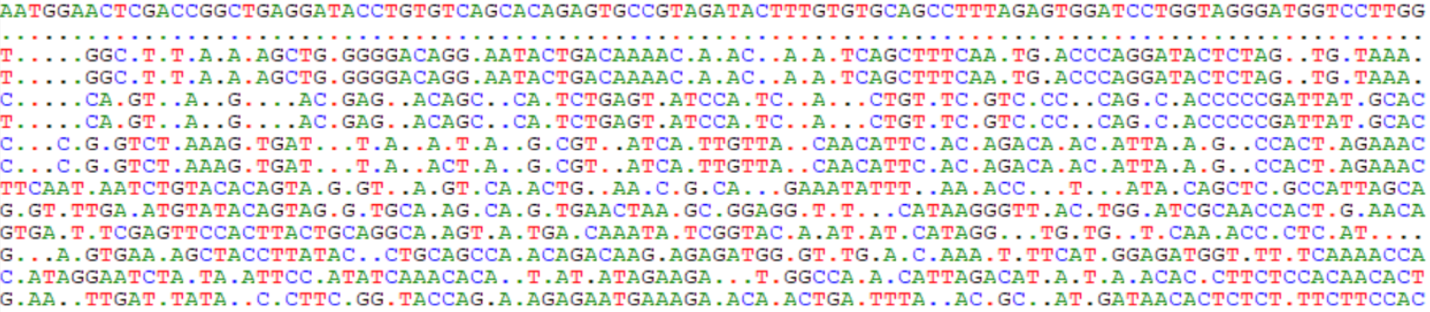 AATGGAACTCGACCGGCTGAGGATACCTGTGTCAGCACAGAGTGCCGTAGATACTTTGTGTGCAGCCTTTAGAGTGGATCCTGGTAGGGATGGTCCTTGG
....................................................................................................
T.....GGC.T.T.A.A.AGCTG.GGGGACAGG.AATACTGACAAAAC.A.AC..A.A.TCAGCTTTCAA.TG.ACCCAGGATACTCTAG..TG.TAAA.
T.....GGC.T.T.A.A.AGCTG.GGGGACAGG.AATACTGACAAAAC.A.AC..A.A.TCAGCTTTCAA.TG.ACCCAGGATACTCTAG..TG.TAAA.
C.....CA.GT..A..G....AC.GAG..ACAGC..CA.TCTGAGT.ATCCA.TC..A...CTGT.TC.GTC.CC..CAG.C.ACCCCCGATTAT.GCAC
T.....CA.GT..A..G....AC.GAG..ACAGC..CA.TCTGAGT.ATCCA.TC..A...CTGT.TC.GTC.CC..CAG.C.ACCCCCGATTAT.GCAC
C...C.G.GTCT.AAAG.TGAT...T.A..A.T.A..G.CGT..ATCA.TTGTTA..CAACATTC.AC.AGACA.AC.ATTA.A.G..CCACT.AGAAAC
C...C.G.GTCT.AAAG.TGAT...T.A..ACT.A..G.CGT..ATCA.TTGTTA..CAACATTC.AC.AGACA.AC.ATTA.A.G..CCACT.AGAAAC
TTCAAT.AATCTGTACACAGTA.G.GT..A.GT.CA.ACTG..AA.C.G.CA...GAAATATTT..AA.ACC...T...ATA.CAGCTC.GCCATTAGCA
G.GT.TTGA.ATGTATACAGTAG.G.TGCA.AG.CA.G.TGAACTAA.GC.GGAGG.T.T...CATAAGGGTT.AC.TGG.ATCGCAACCACT.G.AACA
GTGA.T.TCGAGTTCCACTTACTGCAGGCA.AGT.A.TGA.CAAATA.TCGGTAC.A.AT.AT.CATAGG...TG.TG..T.CAA.ACC.CTC.AT....
G...A.GTGAA.AGCTACCTTATAC..CTGCAGCCA.ACAGACAAG.AGAGATGG.GT.TG.A.C.AAA.T.TTCAT.GGAGATGGT.TT.TCAAAACCA
C.ATAGGAATCTA.TA.ATTCC.ATATCAAACACA..T.AT.ATAGAAGA...T.GGCCA.A.CATTAGACAT.A.T.A.ACAC.CTTCTCCACAACACT
G.AA..TTGAT.TATA..C.CTTC.GG.TACCAG.A.AGAGAATGAAAGA.ACA.ACTGA.TTTA..AC.GC..AT.GATAACACTCTCT.TTCTTCCAC